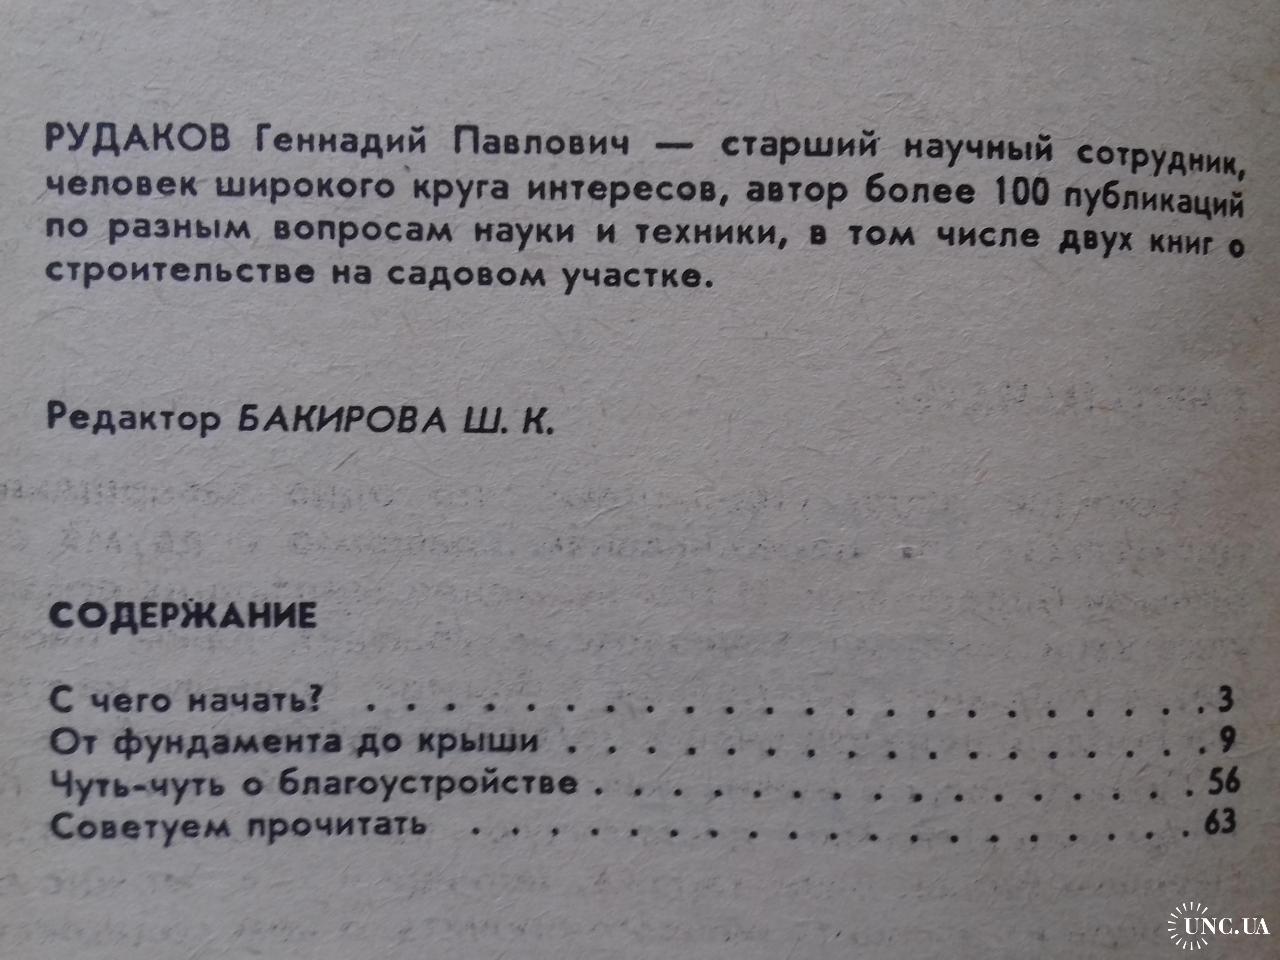 РУДАКОВ Геннадий Павлович — старший научный сотрудник,
человек широкого круга интересов, автор более 100 публикаций
по разным вопросам науки и техники, в том числе двух книг о
строительстве на садовом участке.
Редактор БАКИРОВА Ш. К.
СОДЕРЖАНИЕ
С чего начать? . . . . . . . . . . . . . . . . . . . . . . 3
От фундамента до крыши . . . . . . . . . . . . . . . . . 9
Чуть-чуть о благоустройстве . . . . . . . . . . . . . . . . 56
Советуем прочитать . . . . . . . . . . . . . . . . . . . 63
UNC.UA